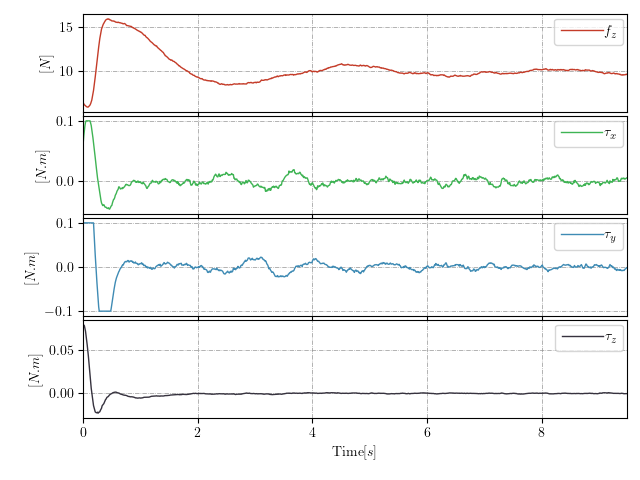 15
10
[N]
f_z
0.1
0.0
[N.m]
τ_x
0.1
0.0
−0.1
[N.m]
τ_y
0.05
0.00
[N.m]
τ_z
0 2 4 6 8
Time[s]